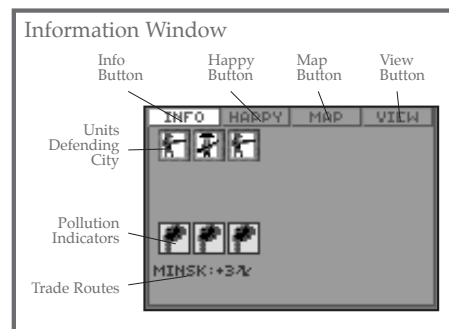 Information Window
Info Button
Happy Button
Map Button
View Button
INFO HAPPY MAP VIEW
Units Defending City
Pollution Indicators
MINSK:+3
Trade Routes